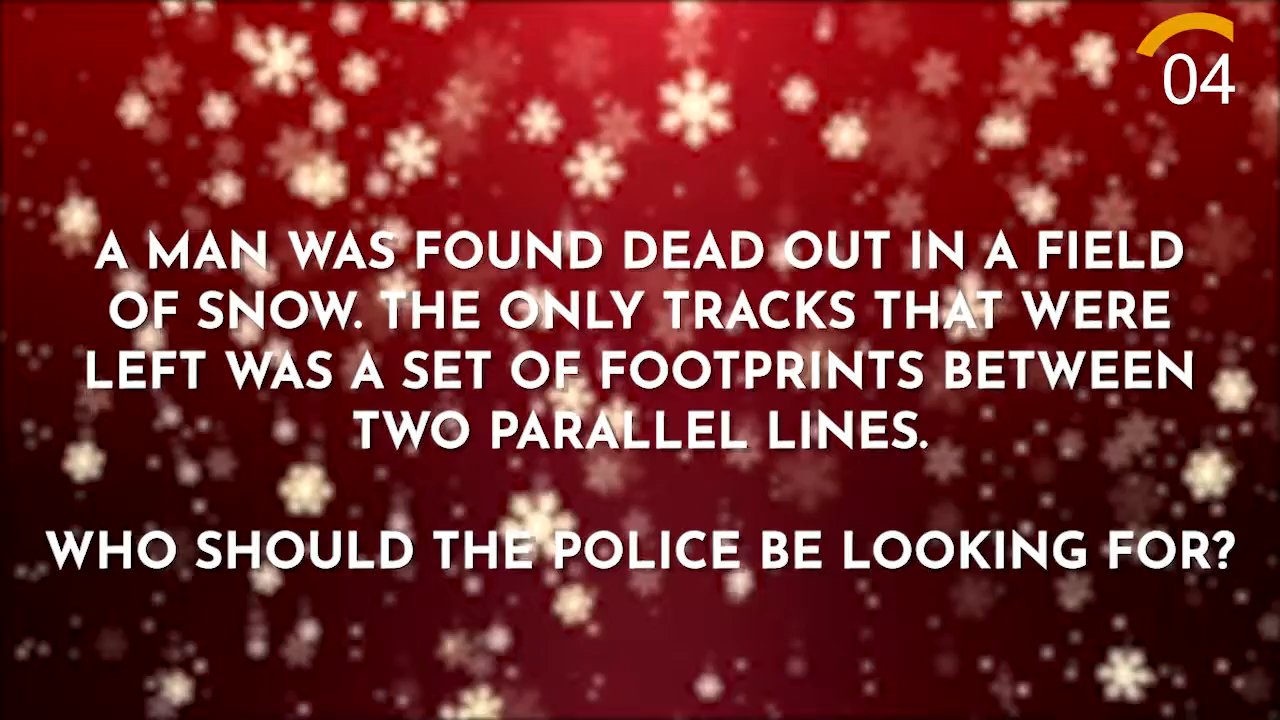 04
A MAN WAS FOUND DEAD OUT IN A FIELD
OF SNOW. THE ONLY TRACKS THAT WERE
LEFT WAS A SET OF FOOTPRINTS BETWEEN
TWO PARALLEL LINES.
WHO SHOULD THE POLICE BE LOOKING FOR?